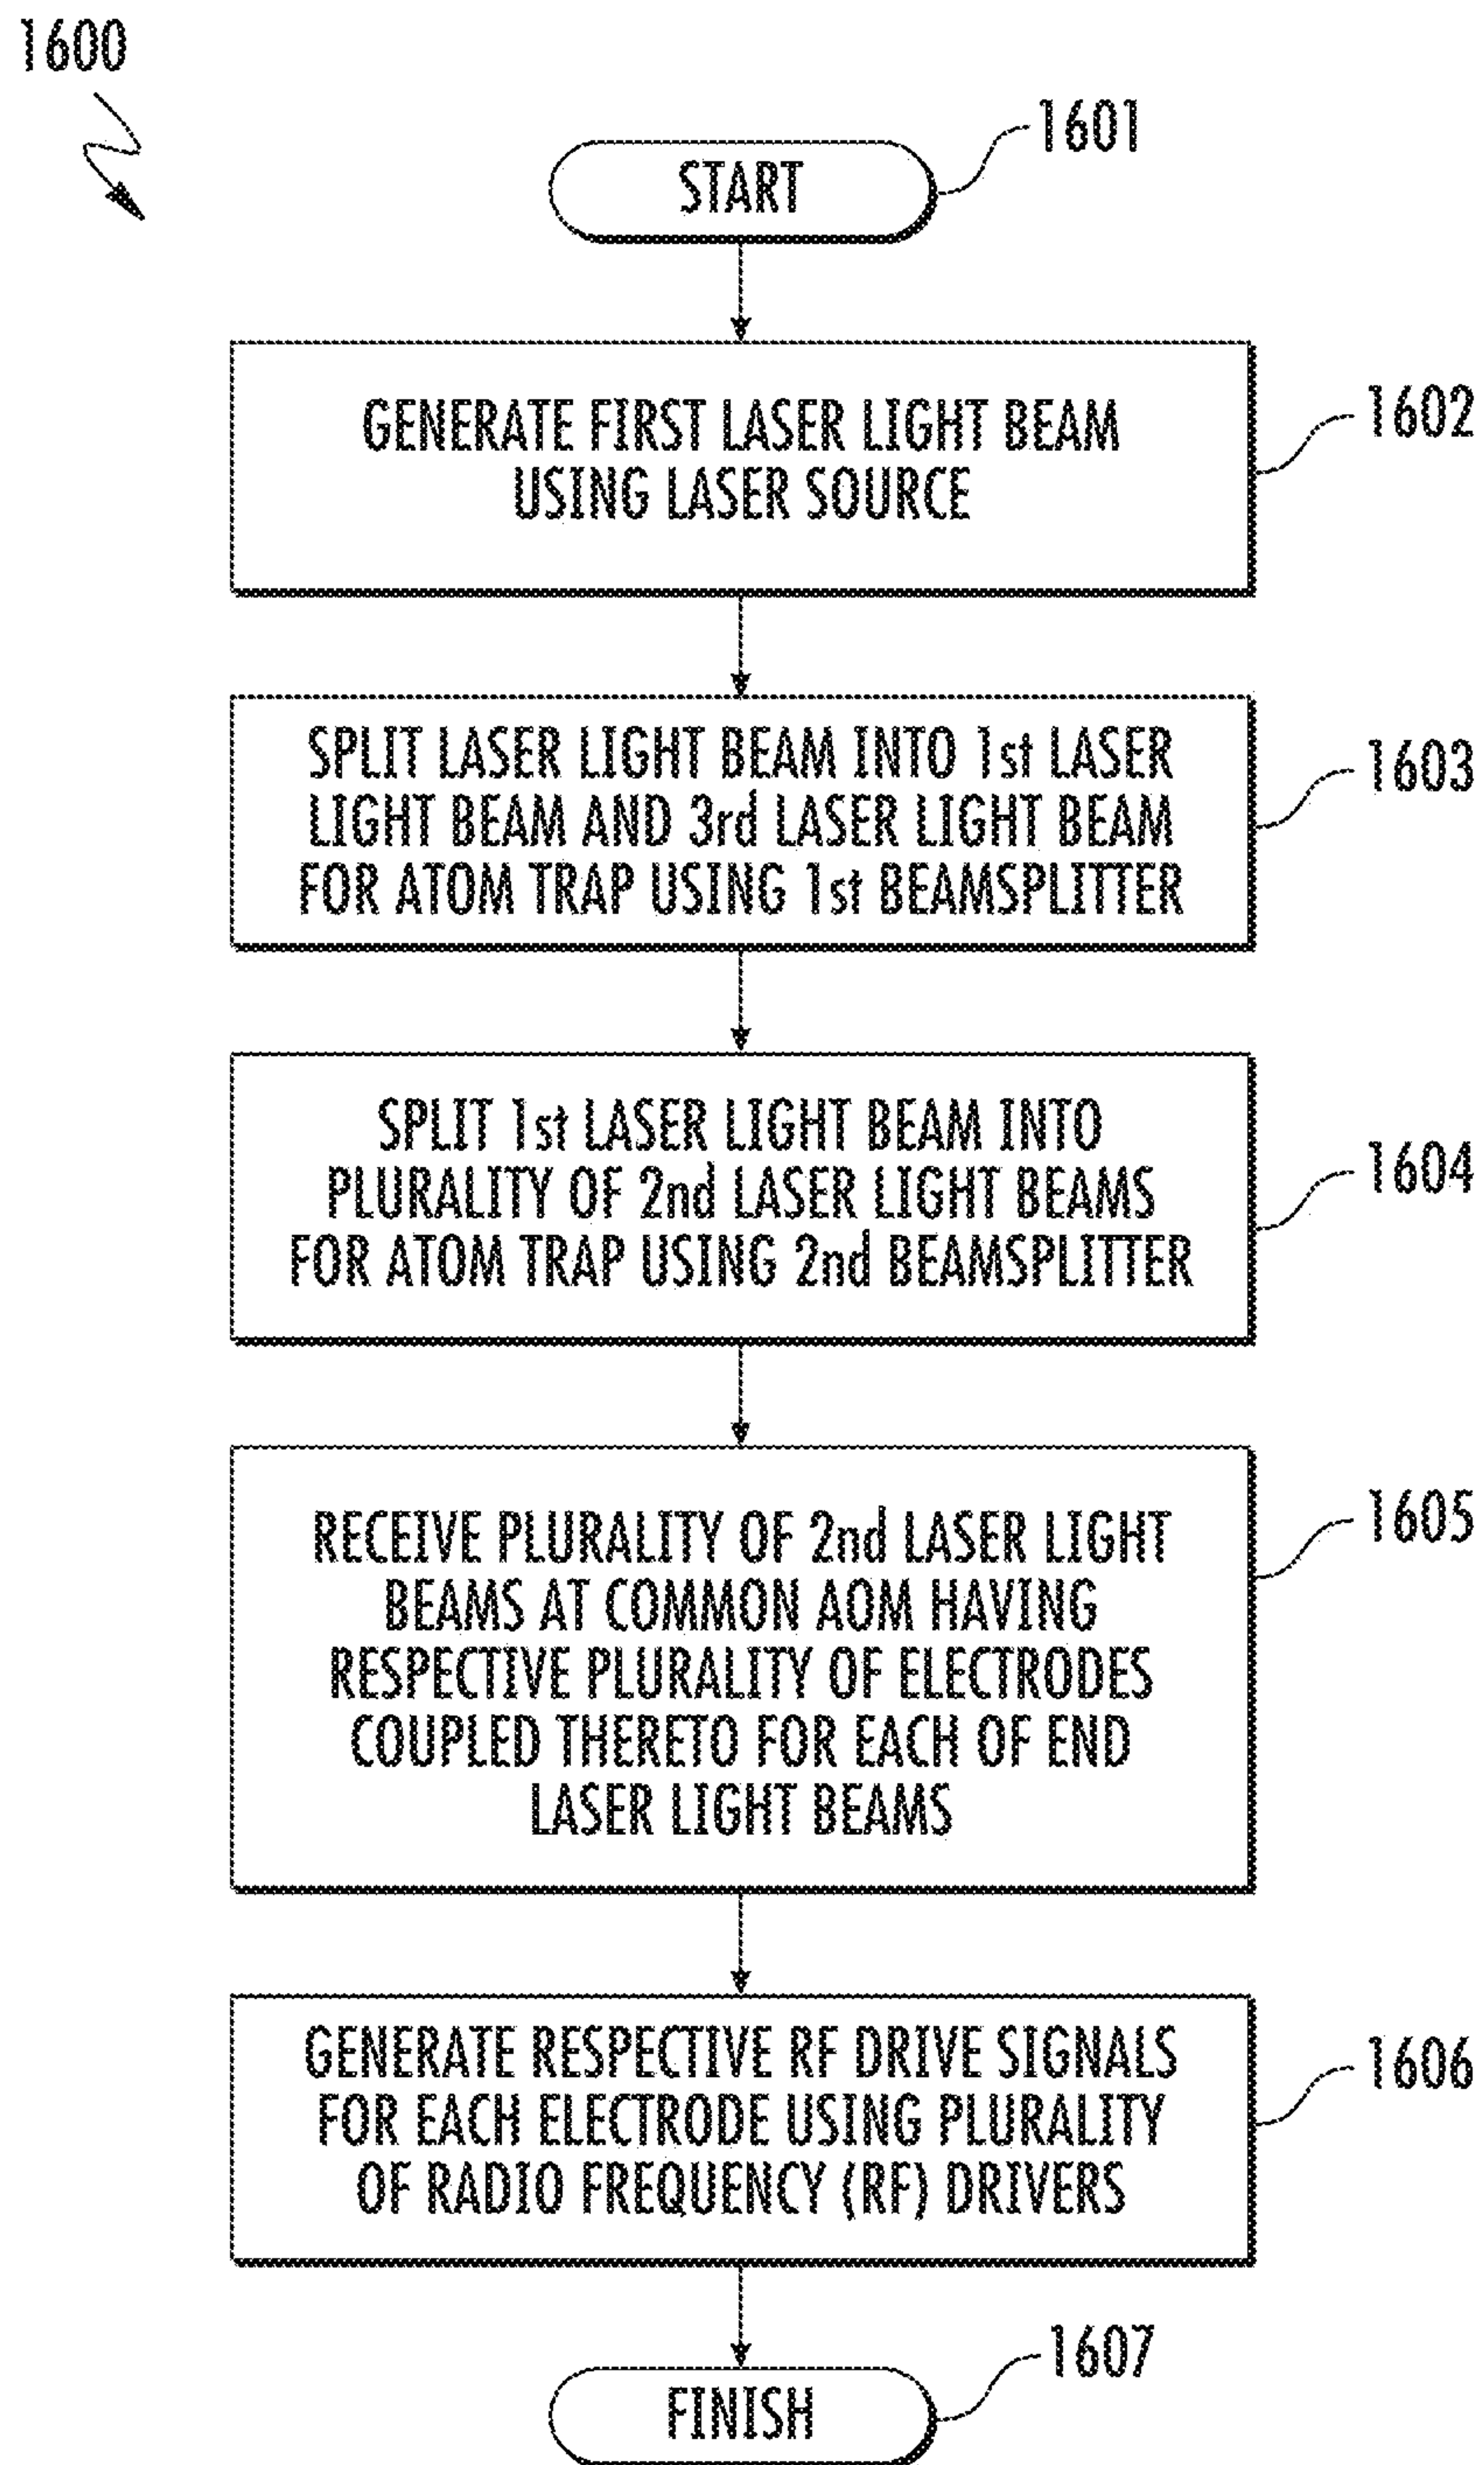 1600
START
1601
GENERATE FIRST LASER LIGHT BEAM
USING LASER SOURCE
1602
SPLIT LASER LIGHT BEAM INTO 1st LASER
LIGHT BEAM AND 3rd LASER LIGHT BEAM
FOR ATOM TRAP USING 1st BEAMSPLITTER
1603
SPLIT 1st LASER LIGHT BEAM INTO
PLURALITY OF 2nd LASER LIGHT BEAMS
FOR ATOM TRAP USING 2nd BEAMSPLITTER
1604
RECEIVE PLURALITY OF 2nd LASER LIGHT
BEAMS AT COMMON AOM HAVING
RESPECTIVE PLURALITY OF ELECTRODES
COUPLED THERETO FOR EACH OF END
LASER LIGHT BEAMS
1605
GENERATE RESPECTIVE RF DRIVE SIGNALS
FOR EACH ELECTRODE USING PLURALITY
OF RADIO FREQUENCY (RF) DRIVERS
1606
FINISH
1607